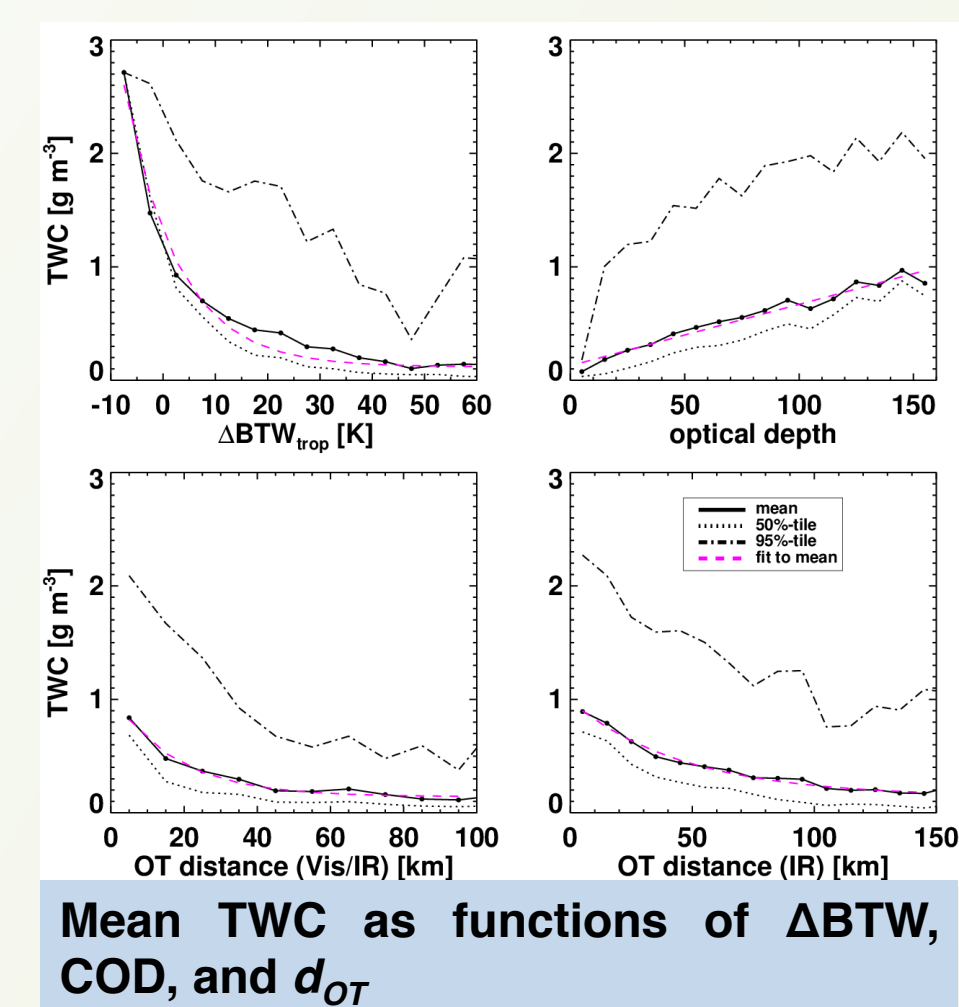 3
2
1
0
TWC [g m⁻³]
-10 0 10 20 30 40 50 60
ΔBTW_trop [K]
3
2
1
0
0 50 100 150
optical depth
3
2
1
0
TWC [g m⁻³]
0 20 40 60 80 100
OT distance (Vis/IR) [km]
3
2
1
0
mean
50%-tile
95%-tile
fit to mean
0 50 100 150
OT distance (IR) [km]
Mean TWC as functions of ΔBTW,
COD, and d_OT